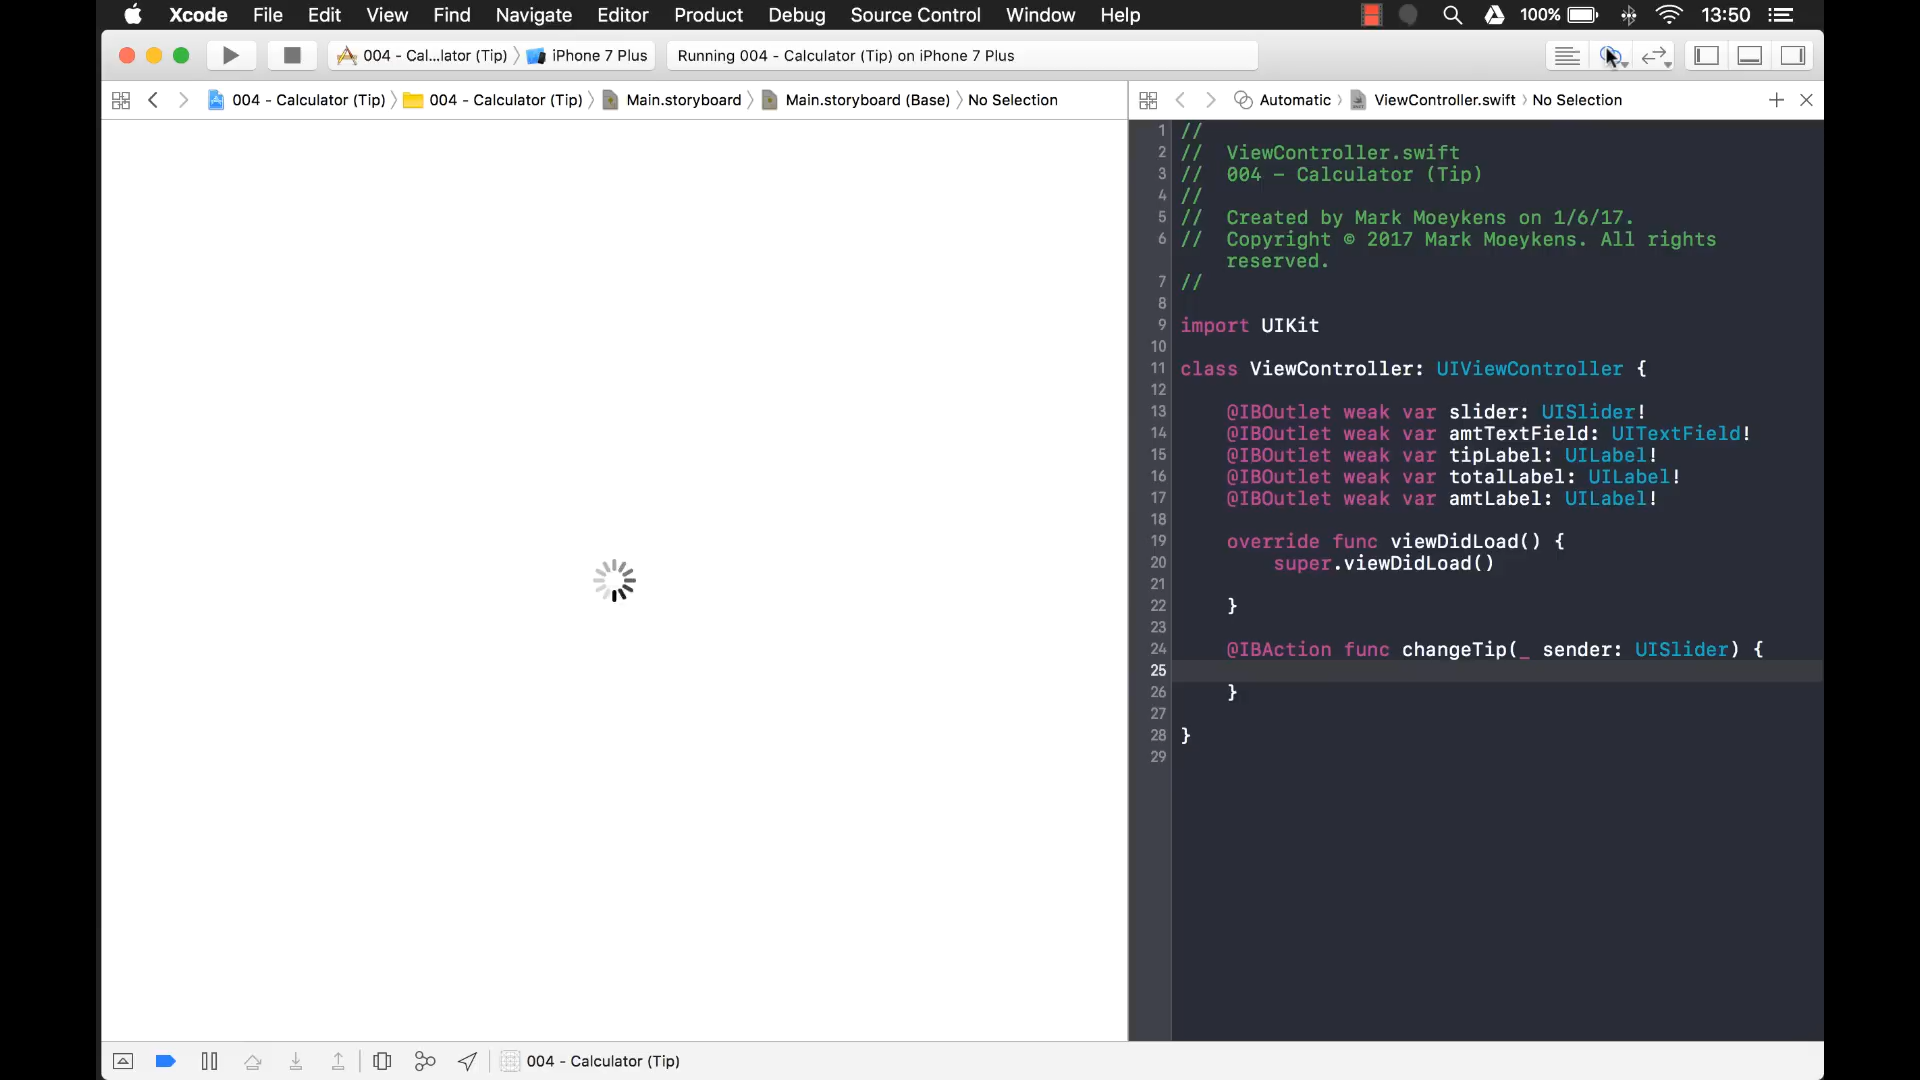 Xcode File Edit View Find Navigate Editor Product Debug Source Control Window Help 100% 13:50
004 - Cal...lator (Tip) iPhone 7 Plus Running 004 - Calculator (Tip) on iPhone 7 Plus
004 - Calculator (Tip) 004 - Calculator (Tip) Main.storyboard Main.storyboard (Base) No Selection
Automatic ViewController.swift No Selection
1 //
2 //  ViewController.swift
3 //  004 - Calculator (Tip)
4 //
5 //  Created by Mark Moeykens on 1/6/17.
6 //  Copyright © 2017 Mark Moeykens. All rights
reserved.
7 //
8
9 import UIKit
10
11 class ViewController: UIViewController {
12
13     @IBOutlet weak var slider: UISlider!
14     @IBOutlet weak var amtTextField: UITextField!
15     @IBOutlet weak var tipLabel: UILabel!
16     @IBOutlet weak var totalLabel: UILabel!
17     @IBOutlet weak var amtLabel: UILabel!
18
19     override func viewDidLoad() {
20         super.viewDidLoad()
21
22     }
23
24     @IBAction func changeTip(_ sender: UISlider) {
25
26     }
27
28 }
29
004 - Calculator (Tip)